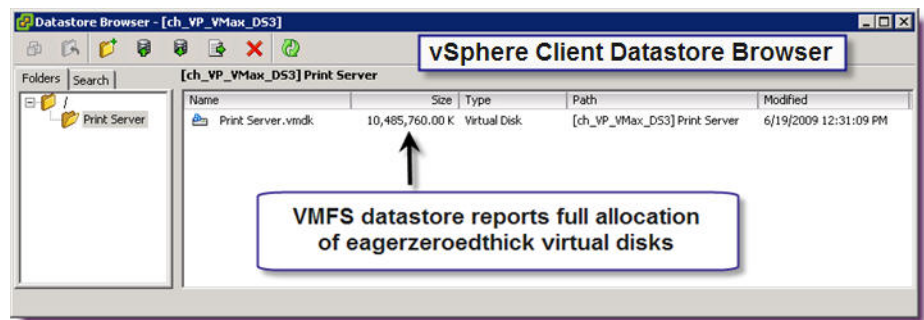 Datastore Browser - [ch_VP_VMax_DS3]
vSphere Client Datastore Browser
Folders Search
[ch_VP_VMax_DS3] Print Server
/
Print Server
Name Size Type Path Modified
Print Server.vmdk 10,485,760.00 K Virtual Disk [ch_VP_VMax_DS3] Print Server 6/19/2009 12:31:09 PM
VMFS datastore reports full allocation
of eagerzeroedthick virtual disks